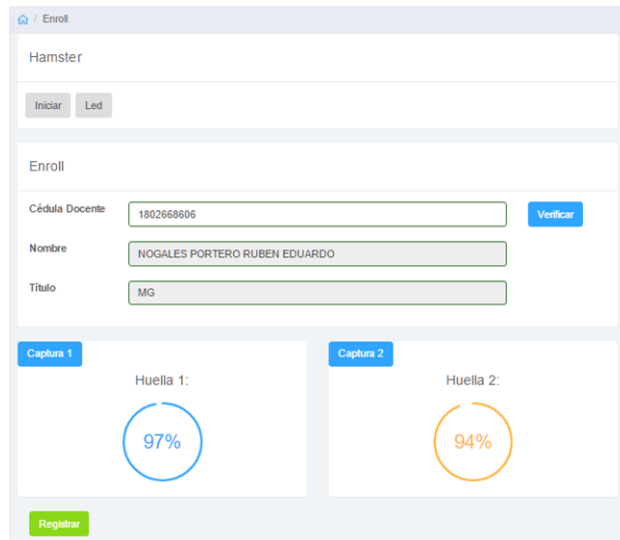 / Enroll
Hamster
Iniciar Led
Enroll
Cédula Docente 1802668606 Verificar
Nombre NOGALES PORTERO RUBEN EDUARDO
Título MG
Captura 1 Captura 2
Huella 1: Huella 2:
97% 94%
Registrar